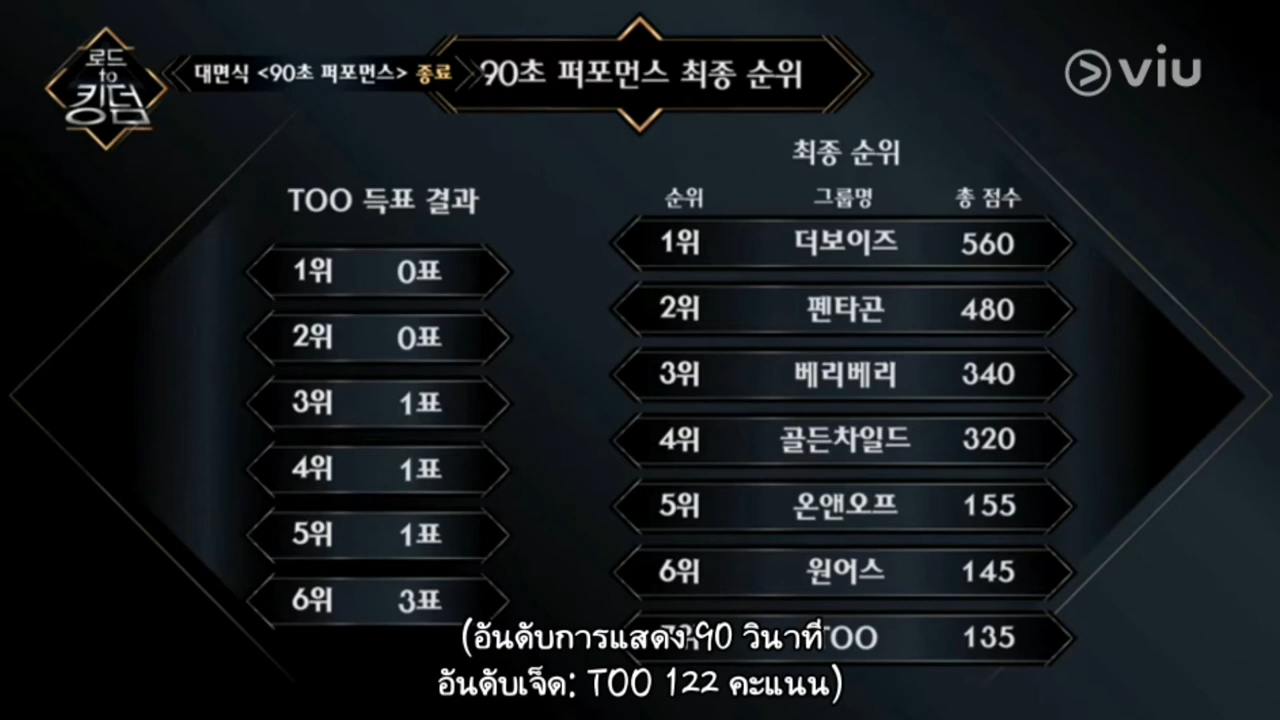 로드
to
킹덤
대면식 <90초 퍼포먼스> 종료
90초 퍼포먼스 최종 순위
viu
TOO 득표 결과
1위 0표
2위 0표
3위 1표
4위 1표
5위 1표
6위 3표
최종 순위
순위 그룹명 총 점수
1위 더보이즈 560
2위 펜타곤 480
3위 베리베리 340
4위 골든차일드 320
5위 온앤오프 155
6위 원어스 145
TOO 135
(อันดับการแสดง 90 วินาที
อันดับเจ็ด: TOO 122 คะแนน)